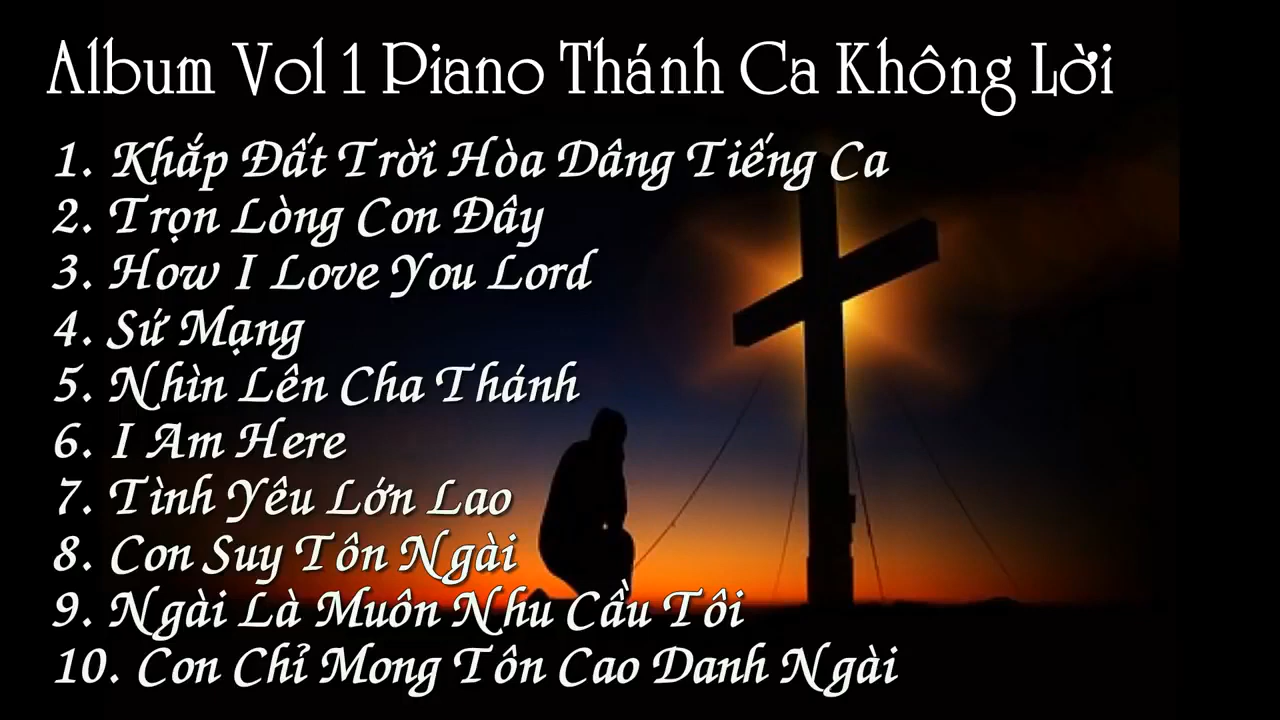 Album Vol 1 Piano Thánh Ca Không Lời
1. Khắp Đất Trời Hòa Dâng Tiếng Ca
2. Trọn Lòng Con Đây
3. How I Love You Lord
4. Sứ Mạng
5. Nhìn Lên Cha Thánh
6. I Am Here
7. Tình Yêu Lớn Lao
8. Con Suy Tôn Ngài
9. Ngài Là Muôn Nhu Cầu Tôi
10. Con Chỉ Mong Tôn Cao Danh Ngài